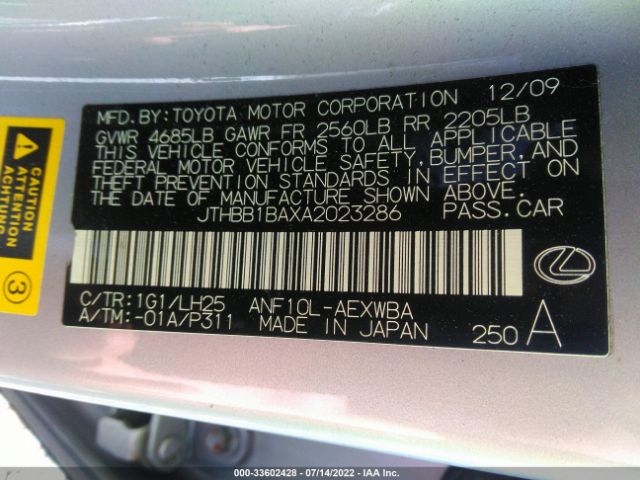 MFD.BY:TOYOTA MOTOR CORPORATION 12/09
GVWR 4685LB GAWR FR 2560LB RR 2205LB
THIS VEHICLE CONFORMS TO ALL APPLICABLE
FEDERAL MOTOR VEHICLE SAFETY,BUMPER,AND
THEFT PREVENTION STANDARDS IN EFFECT ON
THE DATE OF MANUFACTURE SHOWN ABOVE.
JTHBB1BAXA2023286 PASS.CAR
C/TR:1G1/LH25 ANF10L-AEXWBA
A/TM:-01A/P311 MADE IN JAPAN 250 A
CAUTION
ATTENTION
ACHTUNG
3
000-33602428 - 07/14/2022 - IAA Inc.